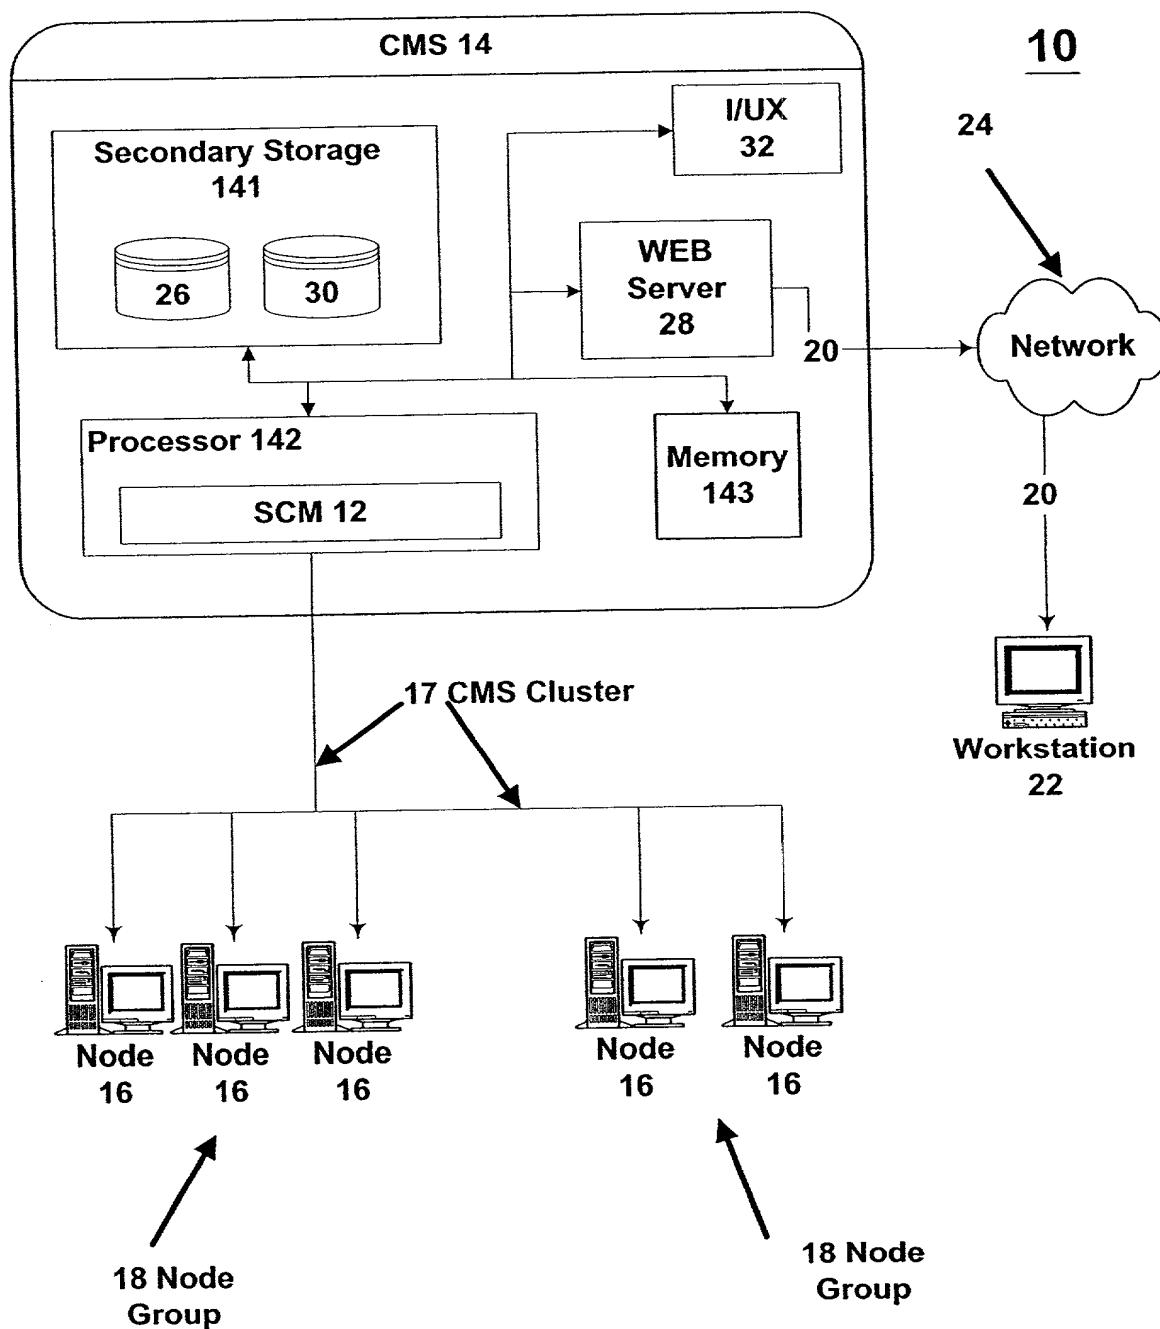 CMS 14
10
I/UX
32
24
Secondary Storage
141
26
30
WEB
Server
28
20
Network
Processor 142
SCM 12
Memory
143
20
17 CMS Cluster
Workstation
22
Node
16
Node
16
Node
16
Node
16
Node
16
18 Node
Group
18 Node
Group